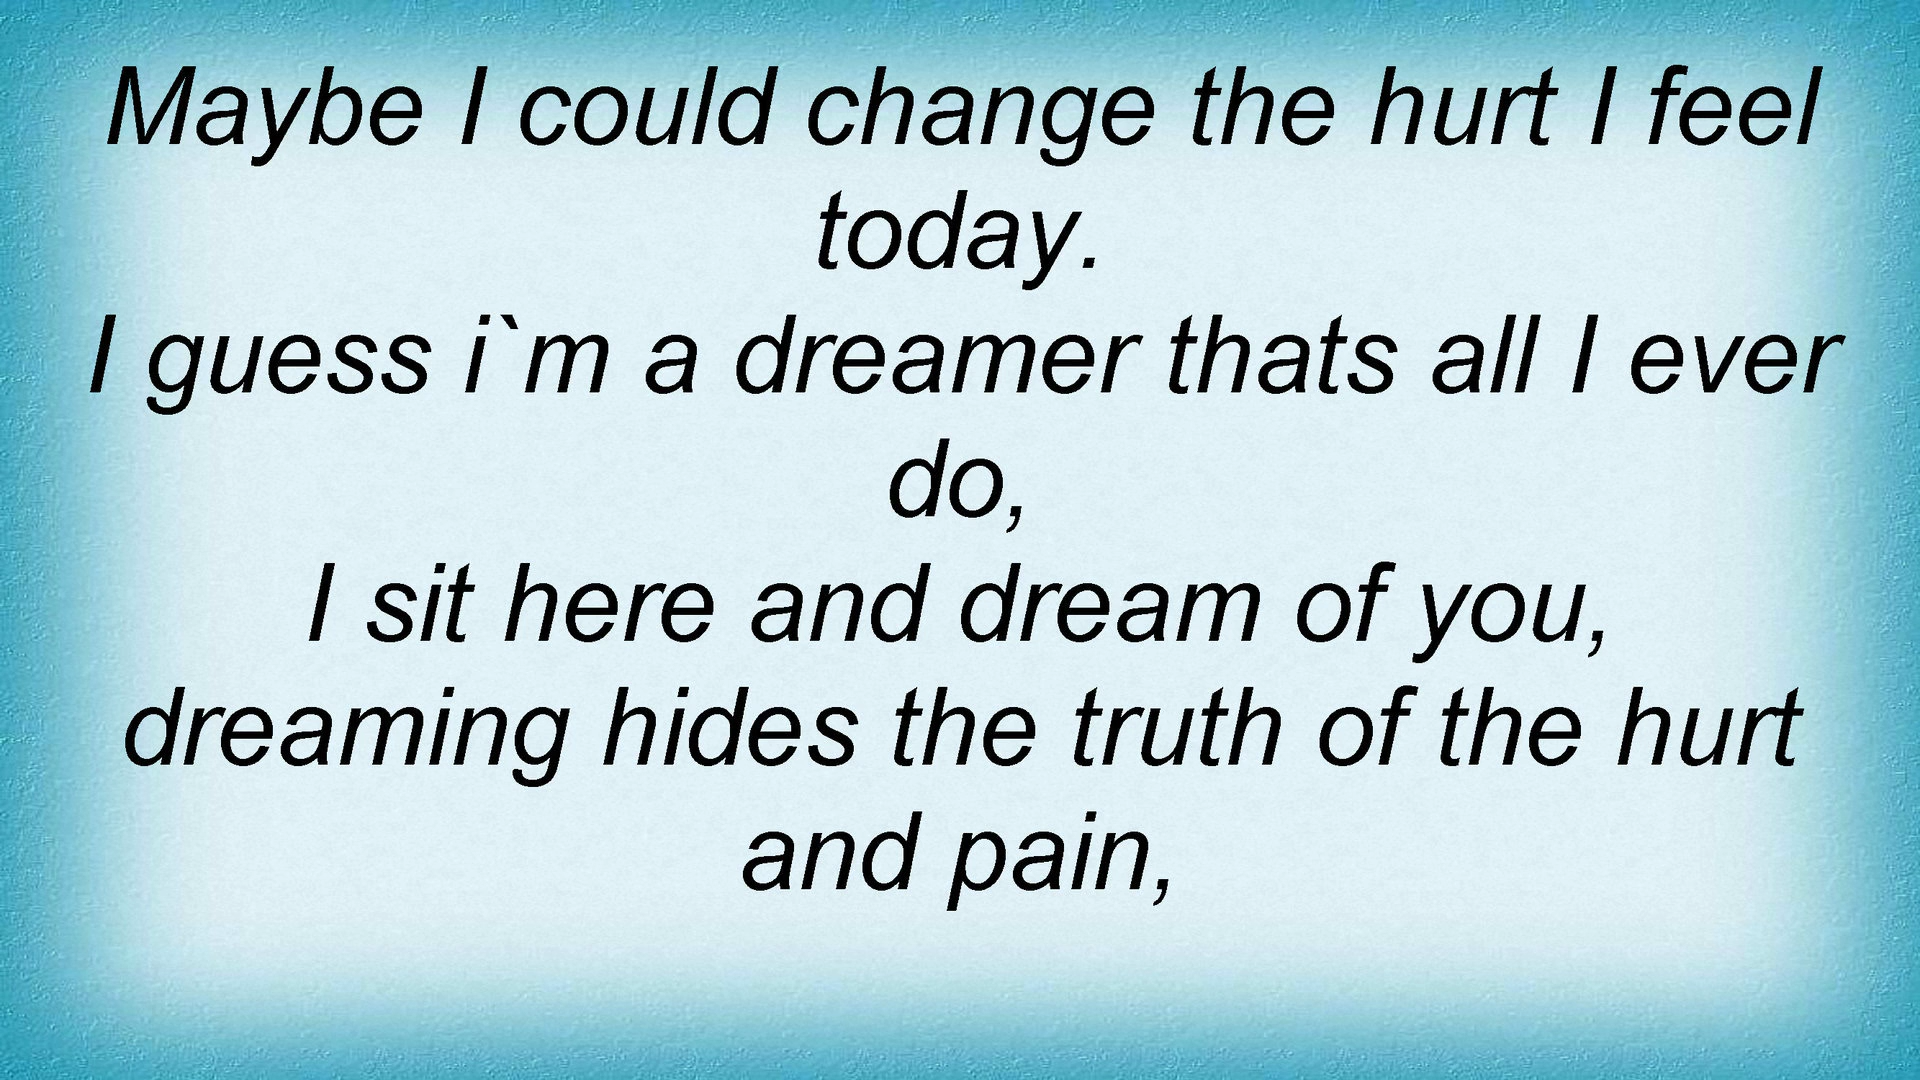 Maybe I could change the hurt I feel
today.
I guess i`m a dreamer thats all I ever
do,
I sit here and dream of you,
dreaming hides the truth of the hurt
and pain,